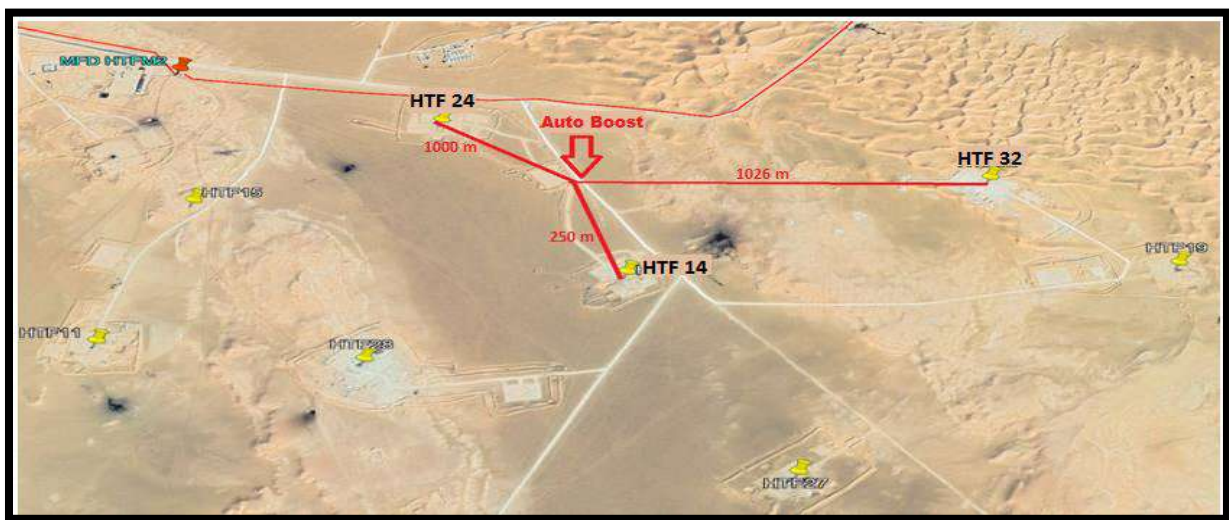 MFD HTFM2
HTF 24
Auto Boost
1000 m
HTF 32
1026 m
HTF15
250 m
HTF 14
HTF19
HTF11
HTF28
HTF27